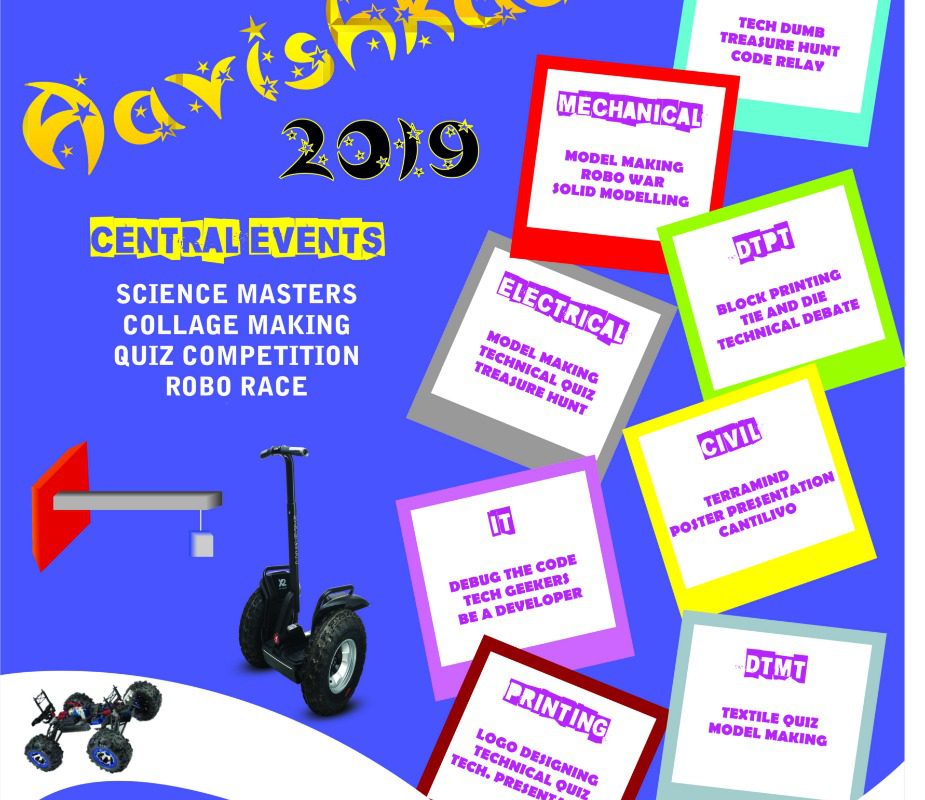 2019
CENTRAL EVENTS
SCIENCE MASTERS
COLLAGE MAKING
QUIZ COMPETITION
ROBO RACE
TECH DUMB
TREASURE HUNT
CODE RELAY
MECHANICAL
MODEL MAKING
ROBO WAR
SOLID MODELLING
DTPT
BLOCK PRINTING
TIE AND DIE
TECHNICAL DEBATE
ELECTRICAL
MODEL MAKING
TECHNICAL QUIZ
TREASURE HUNT
CIVIL
TERRAMIND
POSTER PRESENTATION
CANTILIVO
IT
DEBUG THE CODE
TECH GEEKERS
BE A DEVELOPER
DTMT
TEXTILE QUIZ
MODEL MAKING
PRINTING
LOGO DESIGNING
TECHNICAL QUIZ
TECH.